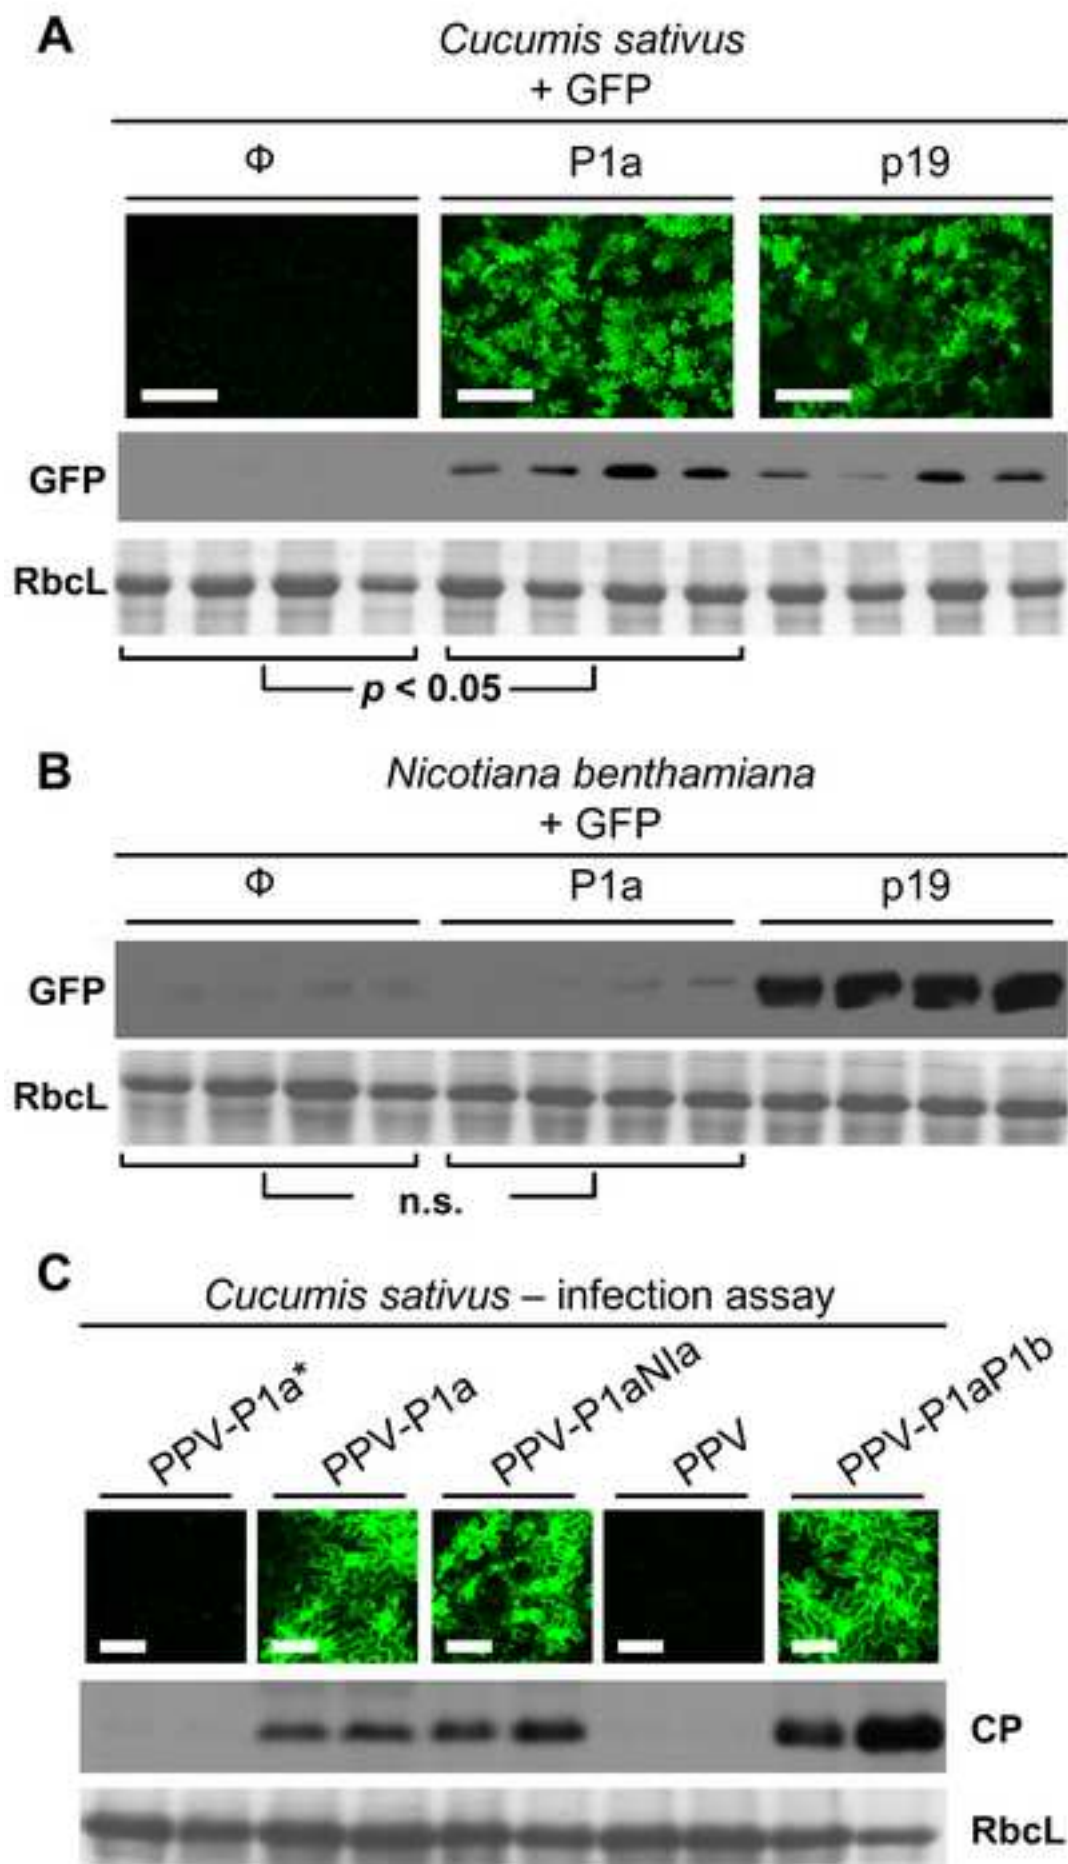 A
Cucumis sativus
+ GFP
Φ P1a p19
GFP
RbcL
p < 0.05
B
Nicotiana benthamiana
+ GFP
Φ P1a p19
GFP
RbcL
n.s.
C
Cucumis sativus – infection assay
PPV-P1a* PPV-P1a PPV-P1aNIa PPV PPV-P1aP1b
CP
RbcL